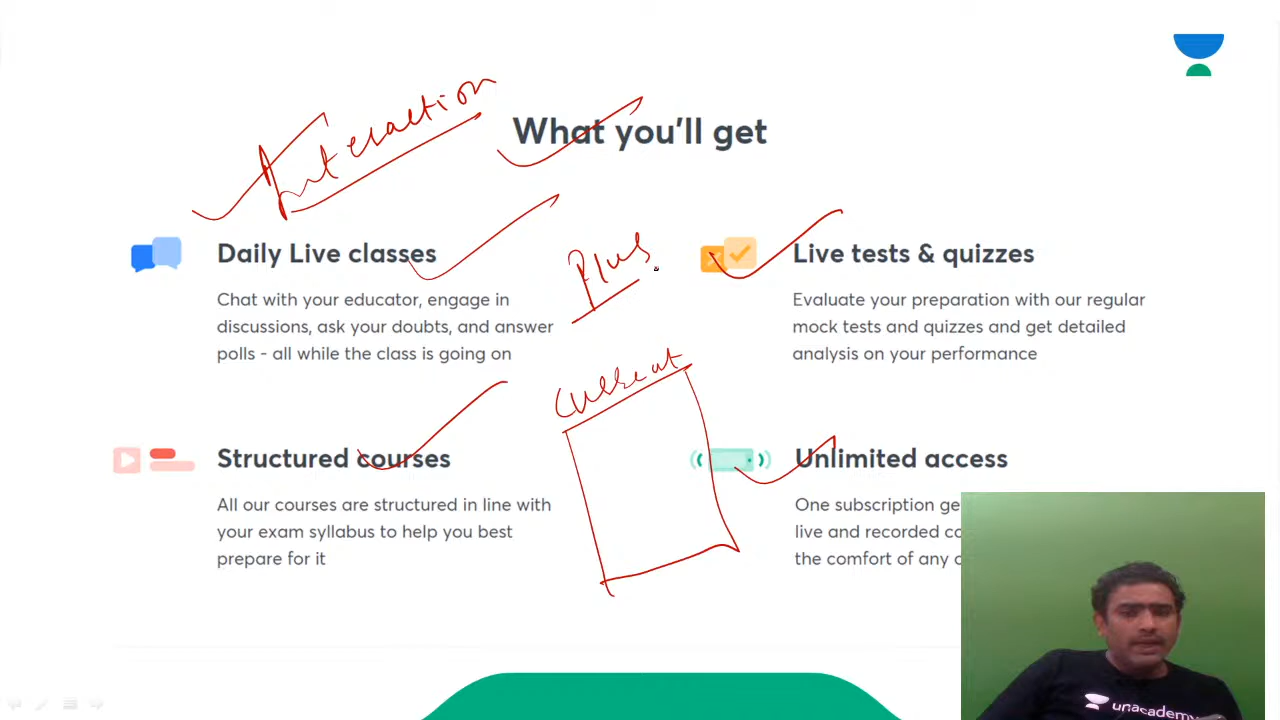 Interaction
What you'll get
Daily Live classes
Chat with your educator, engage in
discussions, ask your doubts, and answer
polls - all while the class is going on
Plus
Live tests & quizzes
Evaluate your preparation with our regular
mock tests and quizzes and get detailed
analysis on your performance
Current
Structured courses
All our courses are structured in line with
your exam syllabus to help you best
prepare for it
Unlimited access
One subscription ge
live and recorded co
the comfort of any
unacademy